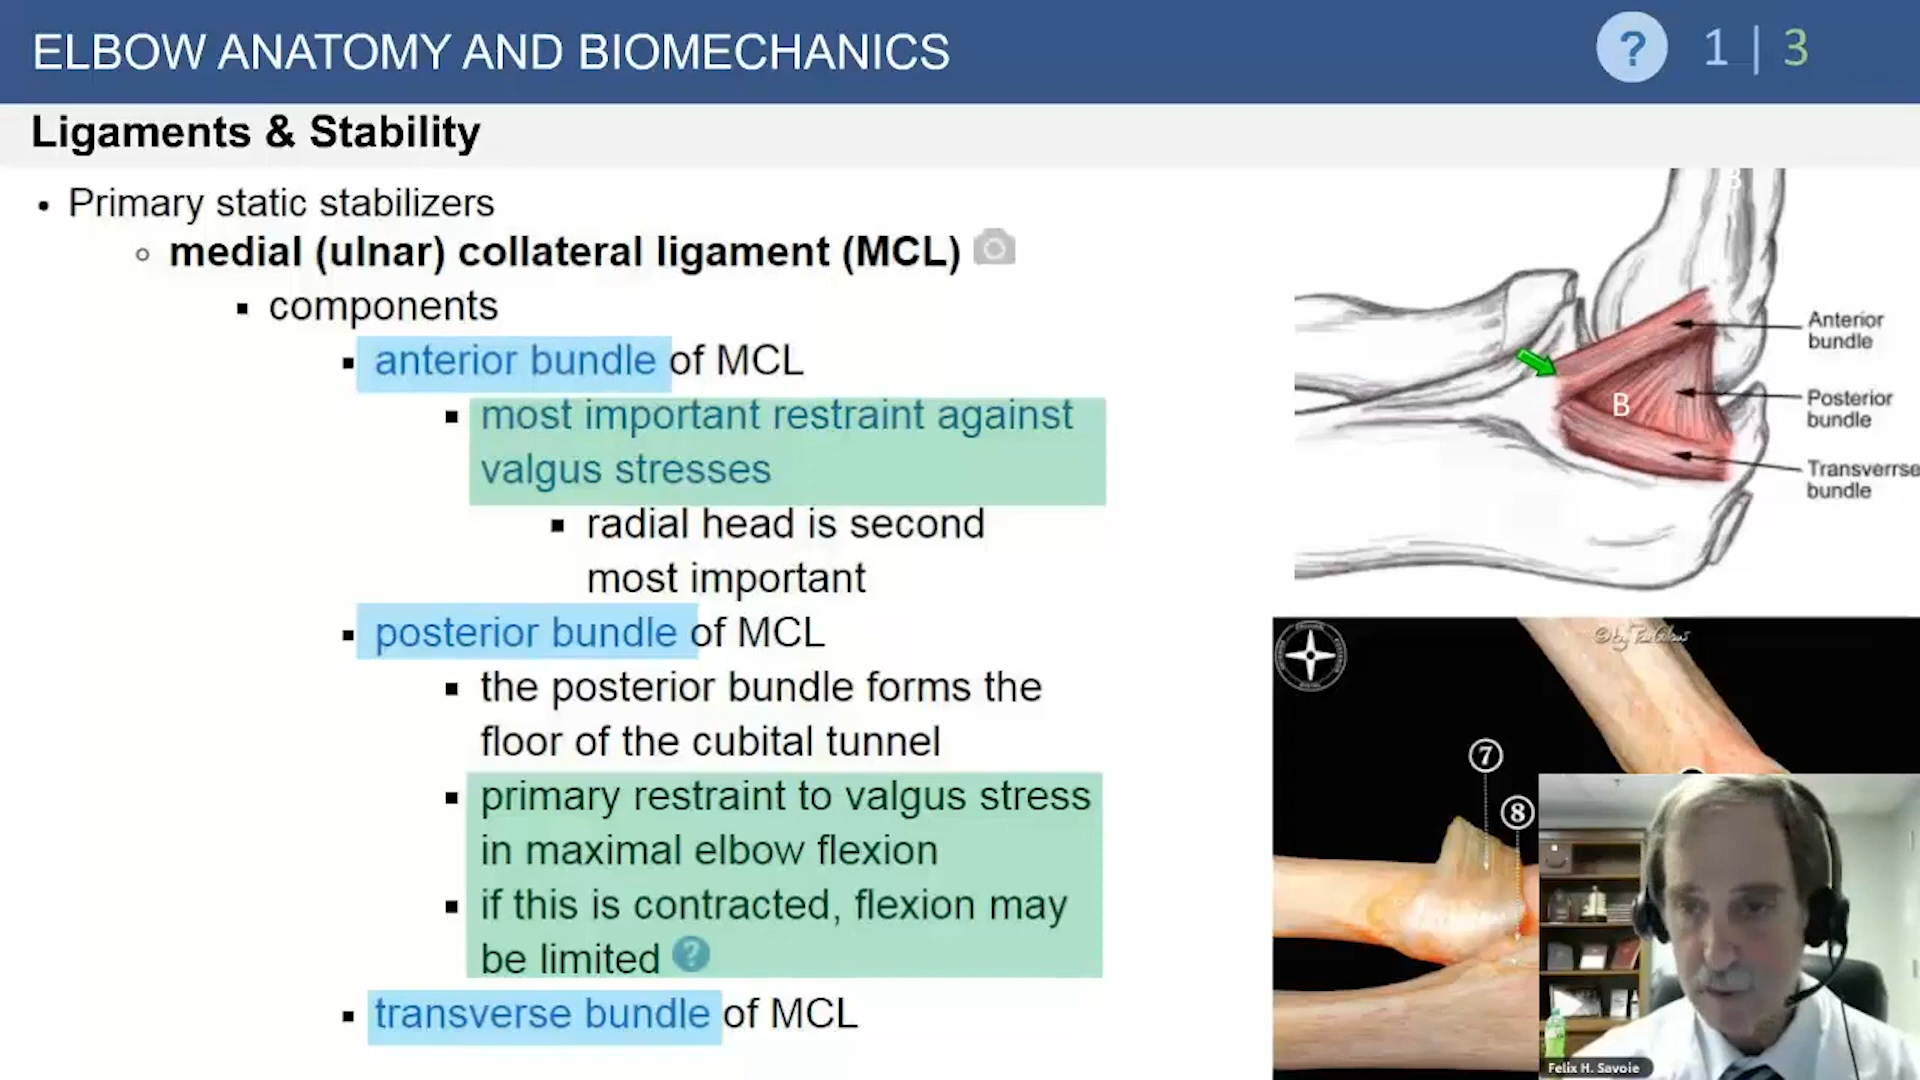 ELBOW ANATOMY AND BIOMECHANICS
? 1 | 3
Ligaments & Stability
• Primary static stabilizers
◦ medial (ulnar) collateral ligament (MCL)
▪ components
▪ anterior bundle of MCL
▪ most important restraint against
valgus stresses
▪ radial head is second
most important
▪ posterior bundle of MCL
▪ the posterior bundle forms the
floor of the cubital tunnel
▪ primary restraint to valgus stress
in maximal elbow flexion
▪ if this is contracted, flexion may
be limited ?
▪ transverse bundle of MCL
Anterior
bundle
B
Posterior
bundle
Transverrse
bundle
7
8
Felix H. Savoie